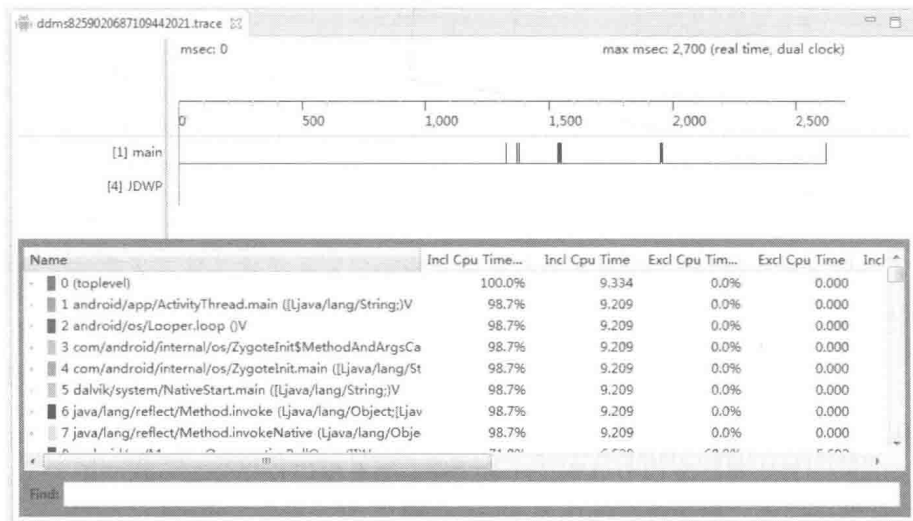 ddms8259020687109442021.trace
msec: 0 max msec: 2,700 (real time, dual clock)
0 500 1,000 1,500 2,000 2,500
[1] main
[4] JDWP
Name Incl Cpu Time... Incl Cpu Time Excl Cpu Tim... Excl Cpu Time Incl
0 (toplevel) 100.0% 9.334 0.0% 0.000
1 android/app/ActivityThread.main ([Ljava/lang/String;)V 98.7% 9.209 0.0% 0.000
2 android/os/Looper.loop ()V 98.7% 9.209 0.0% 0.000
3 com/android/internal/os/ZygoteInit$MethodAndArgsCa 98.7% 9.209 0.0% 0.000
4 com/android/internal/os/ZygoteInit.main ([Ljava/lang/St 98.7% 9.209 0.0% 0.000
5 dalvik/system/NativeStart.main ([Ljava/lang/String;)V 98.7% 9.209 0.0% 0.000
6 java/lang/reflect/Method.invoke (Ljava/lang/Object;[Ljav 98.7% 9.209 0.0% 0.000
7 java/lang/reflect/Method.invokeNative (Ljava/lang/Obje 98.7% 9.209 0.0% 0.000
Find: